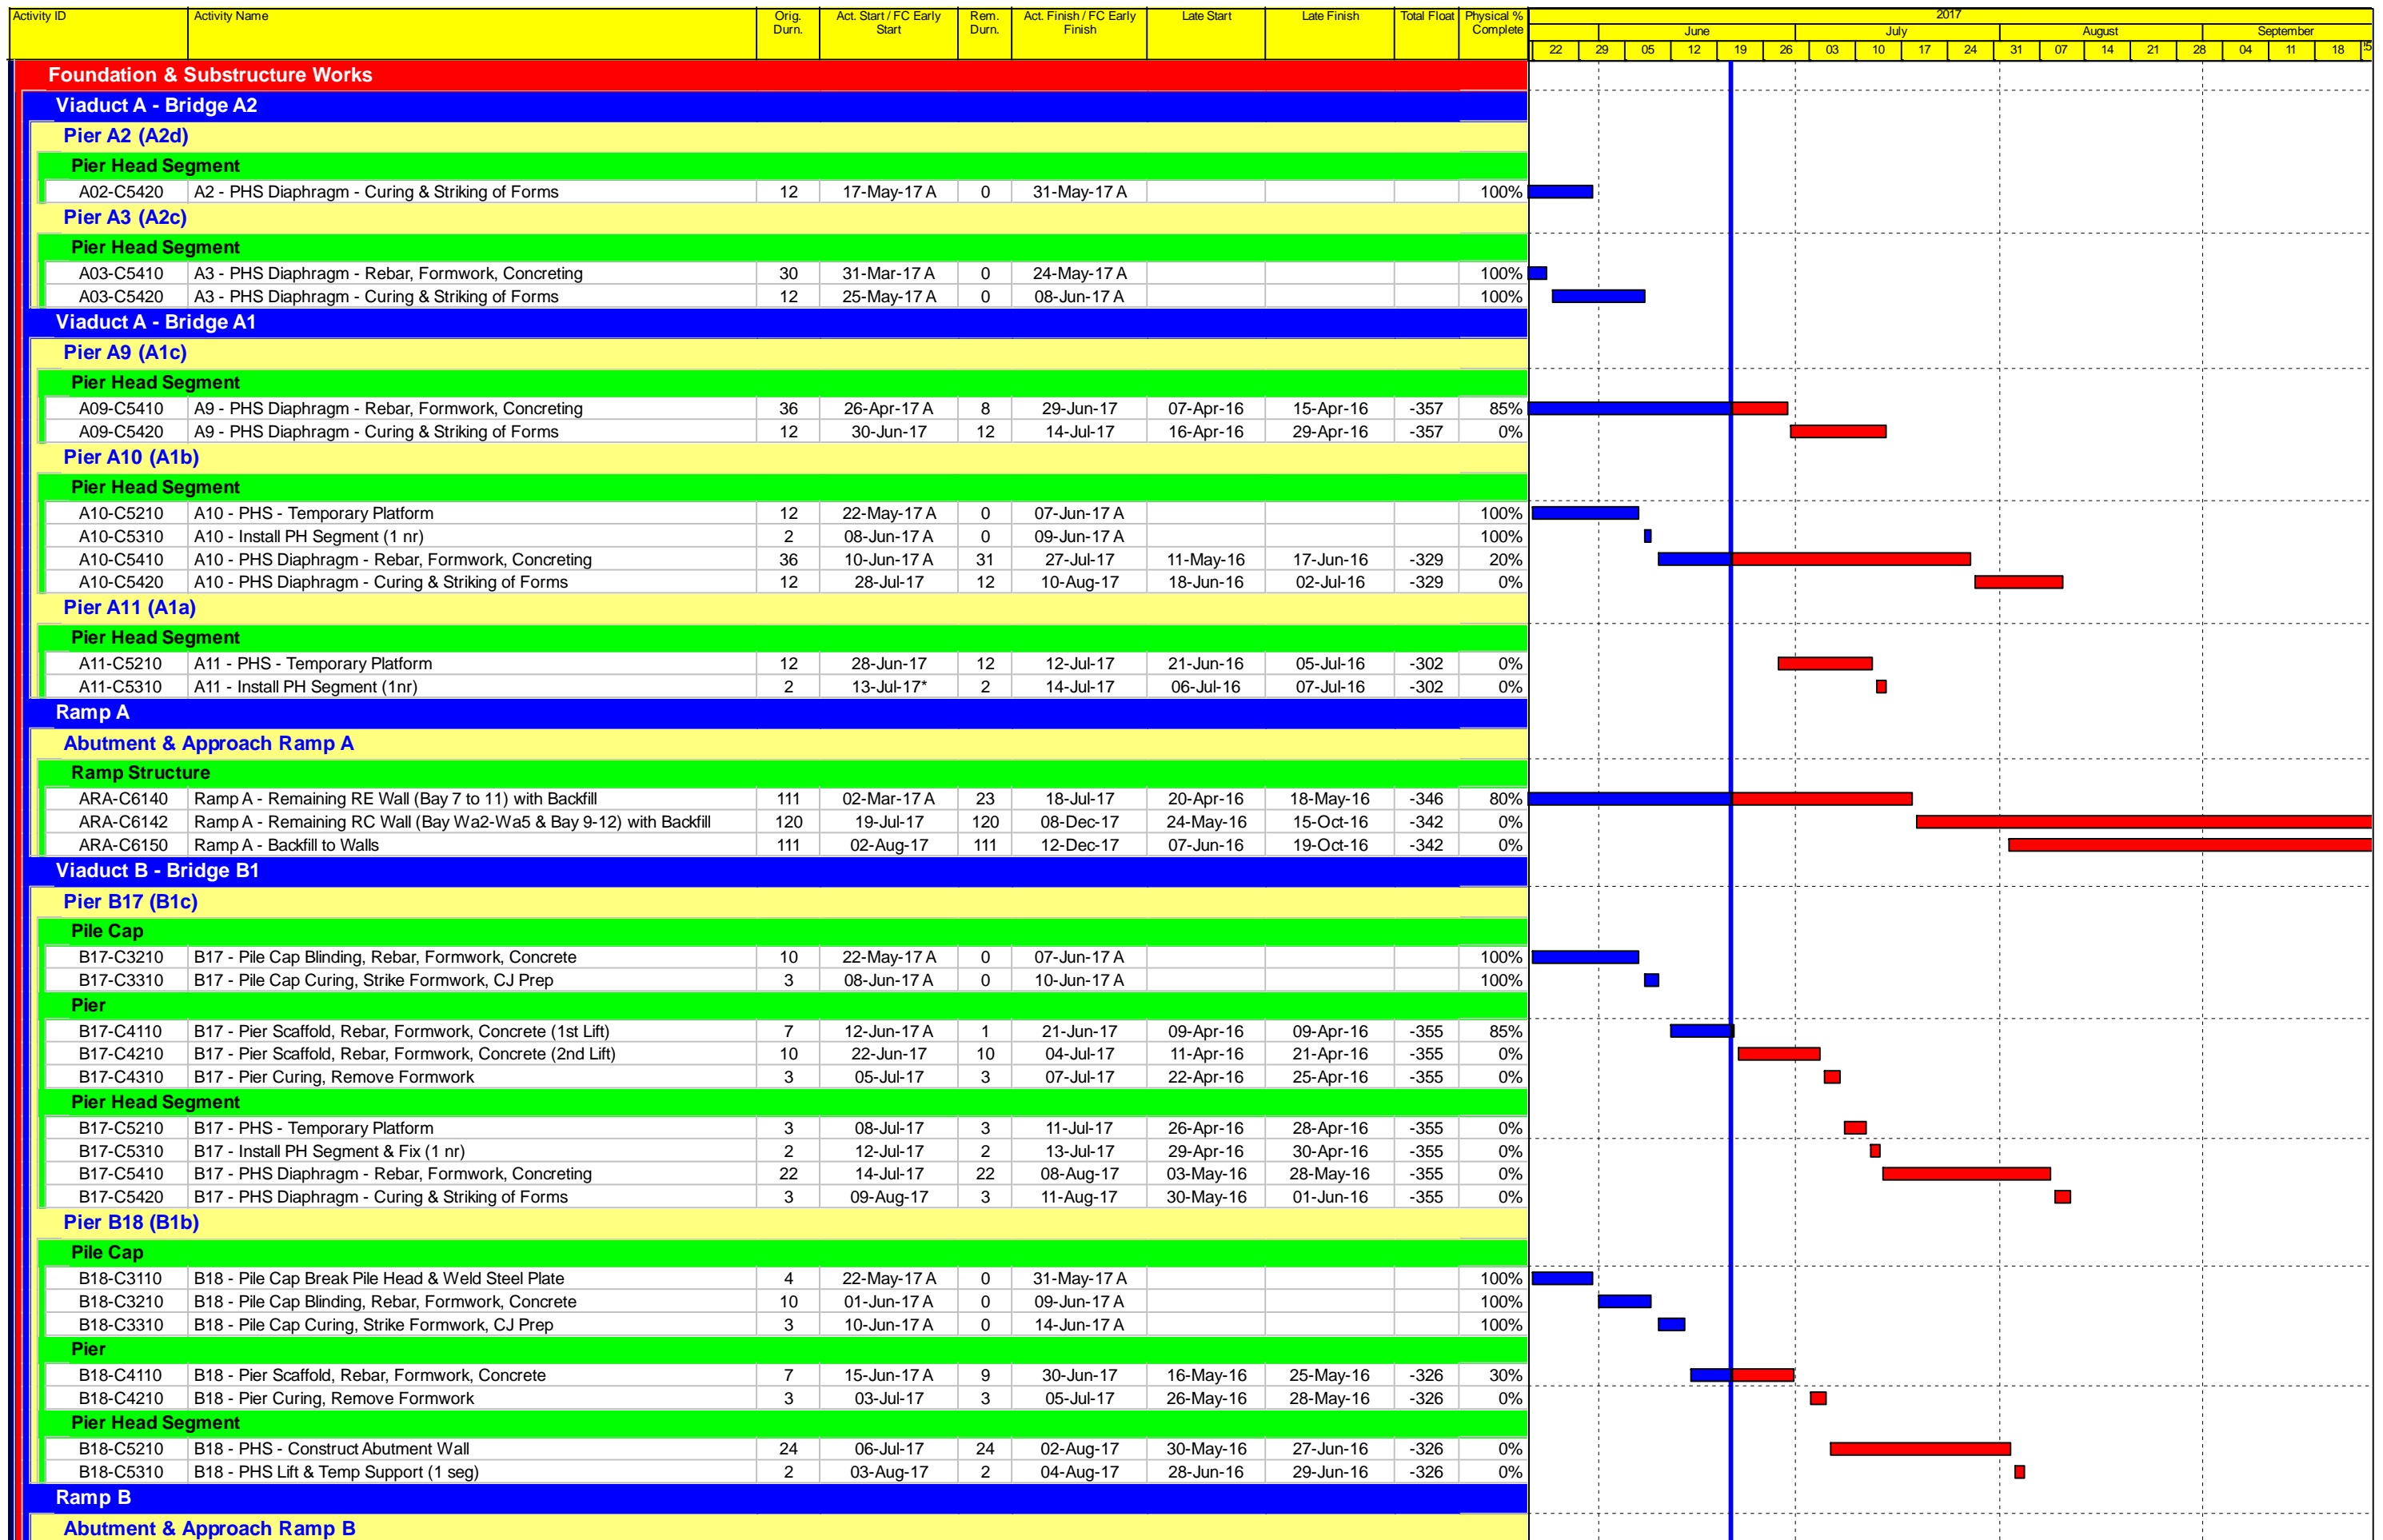 Activity ID Activity Name Orig. Durn. Act. Start / FC Early Start Rem. Durn. Act. Finish / FC Early Finish Late Start Late Finish Total Float Physical % Complete 2017
June July August September
22 29 05 12 19 26 03 10 17 24 31 07 14 21 28 04 11 18
Foundation & Substructure Works
Viaduct A - Bridge A2
Pier A2 (A2d)
Pier Head Segment
A02-C5420 A2 - PHS Diaphragm - Curing & Striking of Forms 12 17-May-17 A 0 31-May-17 A 100%
Pier A3 (A2c)
Pier Head Segment
A03-C5410 A3 - PHS Diaphragm - Rebar, Formwork, Concreting 30 31-Mar-17 A 0 24-May-17 A 100%
A03-C5420 A3 - PHS Diaphragm - Curing & Striking of Forms 12 25-May-17 A 0 08-Jun-17 A 100%
Viaduct A - Bridge A1
Pier A9 (A1c)
Pier Head Segment
A09-C5410 A9 - PHS Diaphragm - Rebar, Formwork, Concreting 36 26-Apr-17 A 8 29-Jun-17 07-Apr-16 15-Apr-16 -357 85%
A09-C5420 A9 - PHS Diaphragm - Curing & Striking of Forms 12 30-Jun-17 12 14-Jul-17 16-Apr-16 29-Apr-16 -357 0%
Pier A10 (A1b)
Pier Head Segment
A10-C5210 A10 - PHS - Temporary Platform 12 22-May-17 A 0 07-Jun-17 A 100%
A10-C5310 A10 - Install PH Segment (1 nr) 2 08-Jun-17 A 0 09-Jun-17 A 100%
A10-C5410 A10 - PHS Diaphragm - Rebar, Formwork, Concreting 36 10-Jun-17 A 31 27-Jul-17 11-May-16 17-Jun-16 -329 20%
A10-C5420 A10 - PHS Diaphragm - Curing & Striking of Forms 12 28-Jul-17 12 10-Aug-17 18-Jun-16 02-Jul-16 -329 0%
Pier A11 (A1a)
Pier Head Segment
A11-C5210 A11 - PHS - Temporary Platform 12 28-Jun-17 12 12-Jul-17 21-Jun-16 05-Jul-16 -302 0%
A11-C5310 A11 - Install PH Segment (1nr) 2 13-Jul-17* 2 14-Jul-17 06-Jul-16 07-Jul-16 -302 0%
Ramp A
Abutment & Approach Ramp A
Ramp Structure
ARA-C6140 Ramp A - Remaining RE Wall (Bay 7 to 11) with Backfill 111 02-Mar-17 A 23 18-Jul-17 20-Apr-16 18-May-16 -346 80%
ARA-C6142 Ramp A - Remaining RC Wall (Bay Wa2-Wa5 & Bay 9-12) with Backfill 120 19-Jul-17 120 08-Dec-17 24-May-16 15-Oct-16 -342 0%
ARA-C6150 Ramp A - Backfill to Walls 111 02-Aug-17 111 12-Dec-17 07-Jun-16 19-Oct-16 -342 0%
Viaduct B - Bridge B1
Pier B17 (B1c)
Pile Cap
B17-C3210 B17 - Pile Cap Blinding, Rebar, Formwork, Concrete 10 22-May-17 A 0 07-Jun-17 A 100%
B17-C3310 B17 - Pile Cap Curing, Strike Formwork, CJ Prep 3 08-Jun-17 A 0 10-Jun-17 A 100%
Pier
B17-C4110 B17 - Pier Scaffold, Rebar, Formwork, Concrete (1st Lift) 7 12-Jun-17 A 1 21-Jun-17 09-Apr-16 09-Apr-16 -355 85%
B17-C4210 B17 - Pier Scaffold, Rebar, Formwork, Concrete (2nd Lift) 10 22-Jun-17 10 04-Jul-17 11-Apr-16 21-Apr-16 -355 0%
B17-C4310 B17 - Pier Curing, Remove Formwork 3 05-Jul-17 3 07-Jul-17 22-Apr-16 25-Apr-16 -355 0%
Pier Head Segment
B17-C5210 B17 - PHS - Temporary Platform 3 08-Jul-17 3 11-Jul-17 26-Apr-16 28-Apr-16 -355 0%
B17-C5310 B17 - Install PH Segment & Fix (1 nr) 2 12-Jul-17 2 13-Jul-17 29-Apr-16 30-Apr-16 -355 0%
B17-C5410 B17 - PHS Diaphragm - Rebar, Formwork, Concreting 22 14-Jul-17 22 08-Aug-17 03-May-16 28-May-16 -355 0%
B17-C5420 B17 - PHS Diaphragm - Curing & Striking of Forms 3 09-Aug-17 3 11-Aug-17 30-May-16 01-Jun-16 -355 0%
Pier B18 (B1b)
Pile Cap
B18-C3110 B18 - Pile Cap Break Pile Head & Weld Steel Plate 4 22-May-17 A 0 31-May-17 A 100%
B18-C3210 B18 - Pile Cap Blinding, Rebar, Formwork, Concrete 10 01-Jun-17 A 0 09-Jun-17 A 100%
B18-C3310 B18 - Pile Cap Curing, Strike Formwork, CJ Prep 3 10-Jun-17 A 0 14-Jun-17 A 100%
Pier
B18-C4110 B18 - Pier Scaffold, Rebar, Formwork, Concrete 7 15-Jun-17 A 9 30-Jun-17 16-May-16 25-May-16 -326 30%
B18-C4210 B18 - Pier Curing, Remove Formwork 3 03-Jul-17 3 05-Jul-17 26-May-16 28-May-16 -326 0%
Pier Head Segment
B18-C5210 B18 - PHS - Construct Abutment Wall 24 06-Jul-17 24 02-Aug-17 30-May-16 27-Jun-16 -326 0%
B18-C5310 B18 - PHS Lift & Temp Support (1 seg) 2 03-Aug-17 2 04-Aug-17 28-Jun-16 29-Jun-16 -326 0%
Ramp B
Abutment & Approach Ramp B